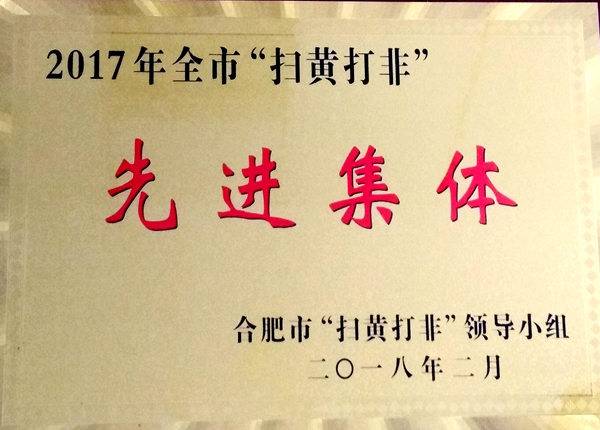 2017年全市“扫黄打非”
先进集体
合肥市“扫黄打非”领导小组
二〇一八年二月